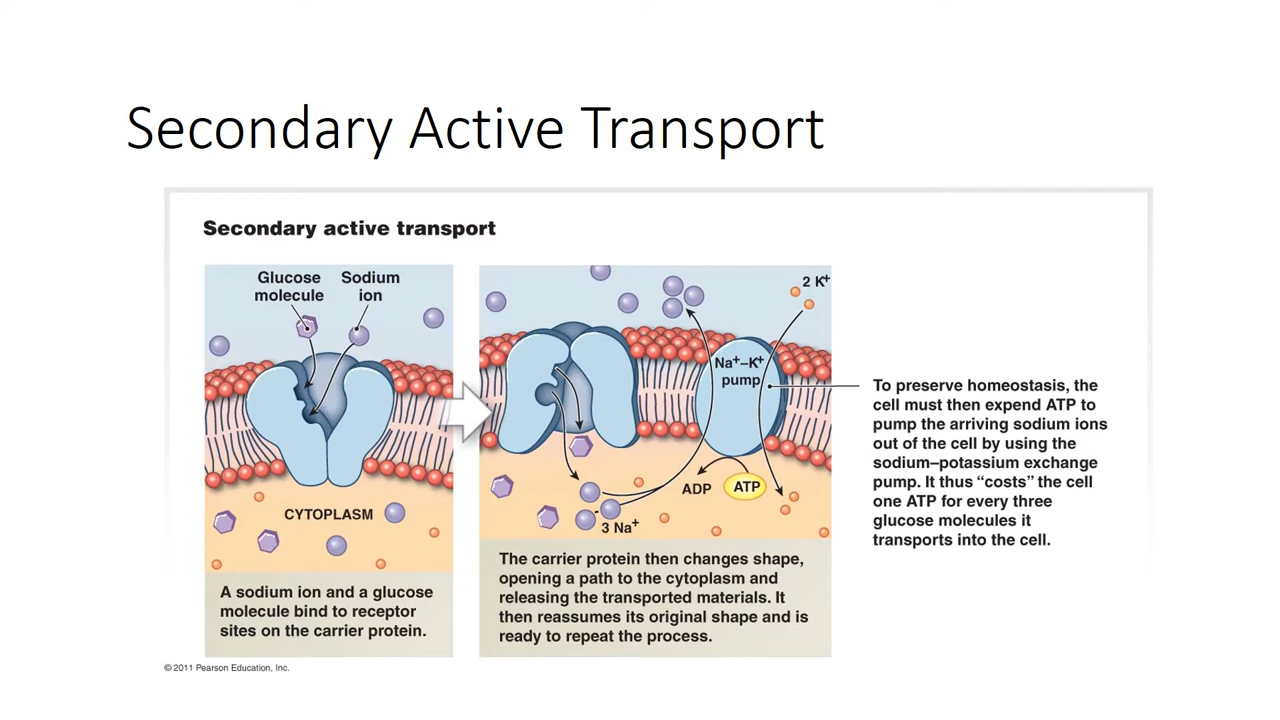 Secondary Active Transport
Secondary active transport
Glucose
molecule
Sodium
ion
CYTOPLASM
A sodium ion and a glucose
molecule bind to receptor
sites on the carrier protein.
2 K⁺
Na⁺–K⁺
pump
ADP
ATP
3 Na⁺
The carrier protein then changes shape,
opening a path to the cytoplasm and
releasing the transported materials. It
then reassumes its original shape and is
ready to repeat the process.
To preserve homeostasis, the
cell must then expend ATP to
pump the arriving sodium ions
out of the cell by using the
sodium–potassium exchange
pump. It thus “costs” the cell
one ATP for every three
glucose molecules it
transports into the cell.
© 2011 Pearson Education, Inc.